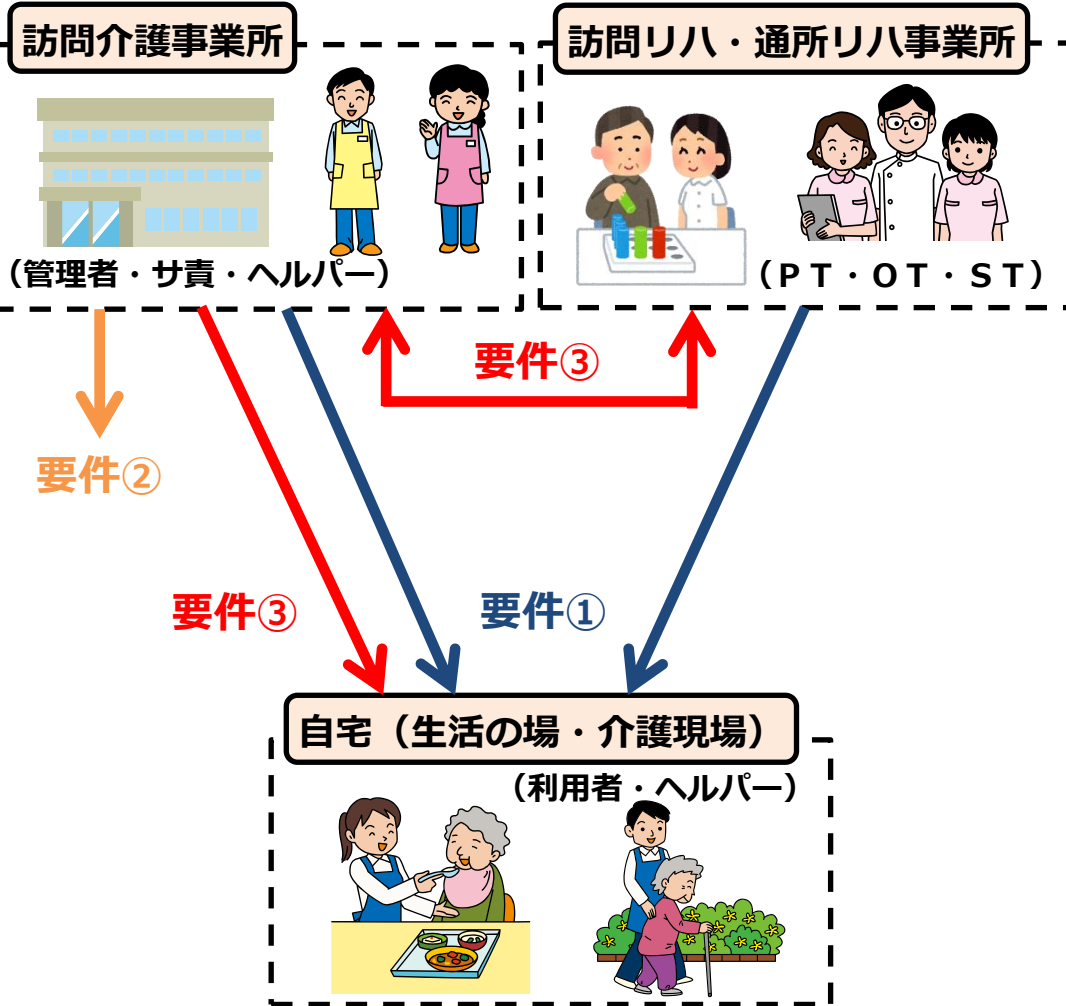 訪問介護事業所
訪問リハ・通所リハ事業所
（管理者・サ責・ヘルパー）
（ＰＴ・ＯＴ・ＳＴ）
要件③
要件②
要件③
要件①
自宅（生活の場・介護現場）
（利用者・ヘルパー）